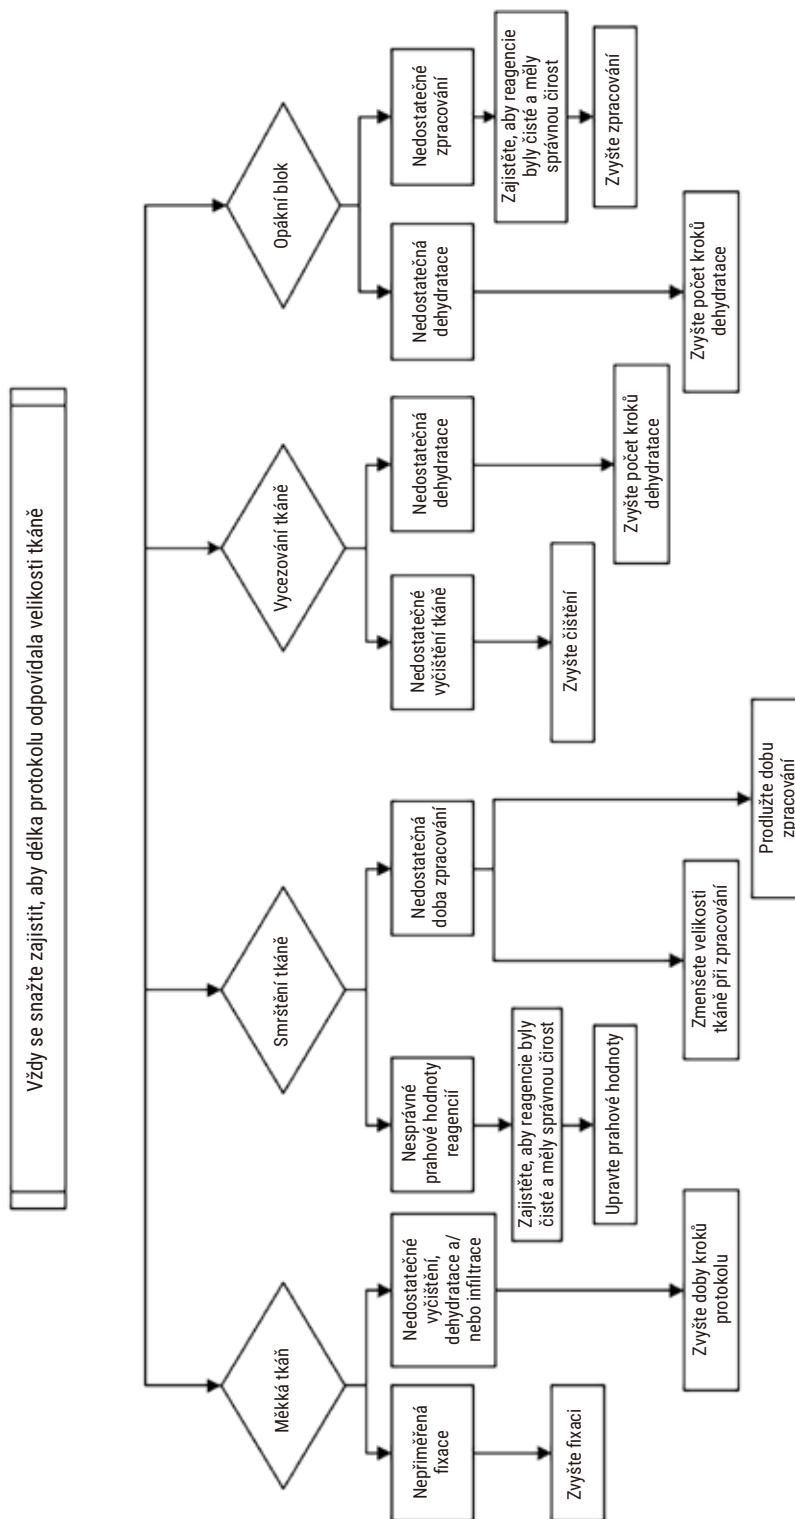 Vždy se snažte zajistit, aby délka protokolu odpovídala velikosti tkáně
Měkká tkáň
Smrštění tkáně
Vycezování tkáně
Opákní blok
Nepřiměřená
fixace
Nedostatečné
vyčištění,
dehydratace a/
nebo infiltrace
Nesprávné
prahové hodnoty
reagencií
Nedostatečná
doba zpracování
Nedostatečné
vyčištění tkáně
Nedostatečná
dehydratace
Nedostatečná
dehydratace
Nedostatečné
zpracování
Zvyšte fixaci
Zvyšte doby kroků
protokolu
Zajistěte, aby reagencie byly
čisté a měly správnou čirost
Upravte prahové hodnoty
Zmenšete velikosti
tkáně při zpracování
Prodlužte dobu
zpracování
Zvyšte čištění
Zvyšte počet kroků
dehydratace
Zvyšte počet kroků
dehydratace
Zajistěte, aby reagencie
byly čisté a měly
správnou čirost
Zvyšte zpracování